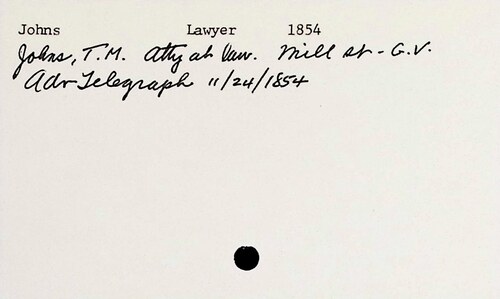 Johns Lawyer 1854
Johns, T.M. Atty at Law. Mill st - G.V.
Adv Telegraph 11/24/1854